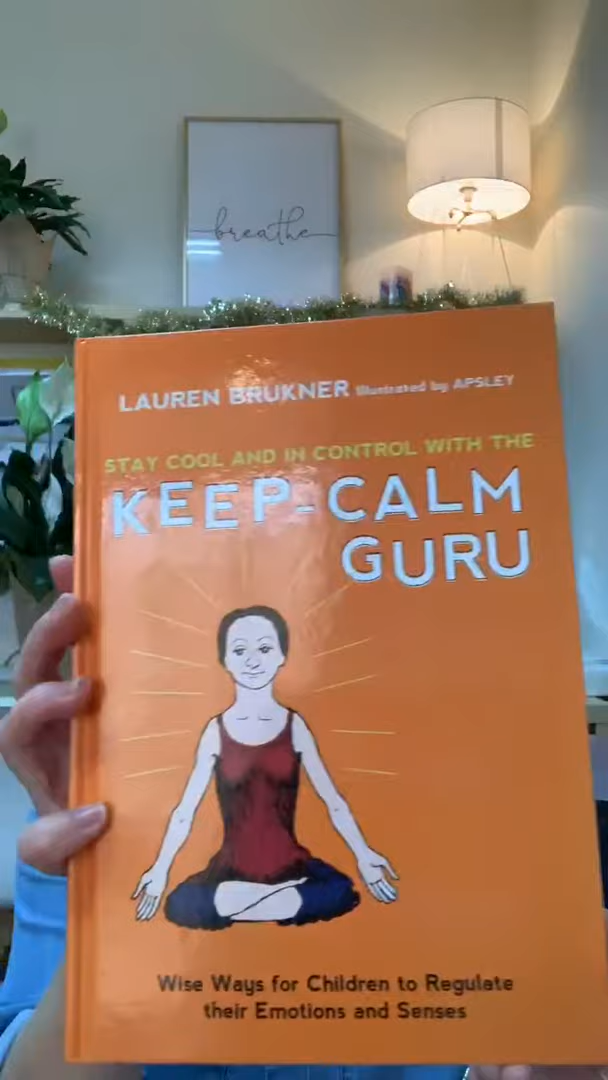 breathe
LAUREN BRUKNER Illustrated by APSLEY
STAY COOL AND IN CONTROL WITH THE
KEEP-CALM
GURU
Wise Ways for Children to Regulate
their Emotions and Senses